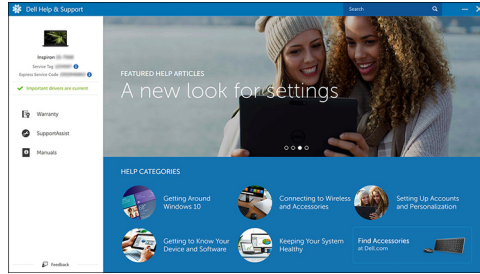 Dell Help & Support
Search
Inspiron
Service Tag
Express Service Code
Important drivers are current
Warranty
SupportAssist
Manuals
Feedback
FEATURED HELP ARTICLES
A new look for settings
HELP CATEGORIES
Getting Around
Windows 10
Connecting to Wireless
and Accessories
Setting Up Accounts
and Personalization
Getting to Know Your
Device and Software
Keeping Your System
Healthy
Find Accessories
at Dell.com